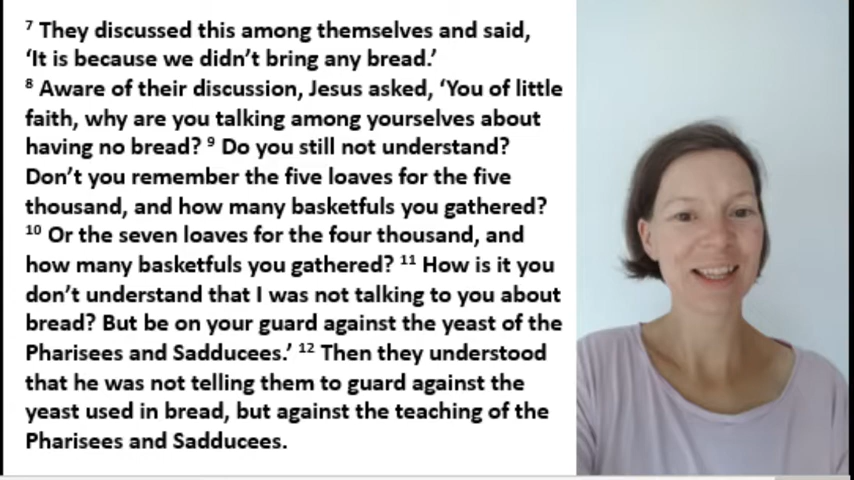 ⁷ They discussed this among themselves and said,
‘It is because we didn’t bring any bread.’
⁸ Aware of their discussion, Jesus asked, ‘You of little
faith, why are you talking among yourselves about
having no bread? ⁹ Do you still not understand?
Don’t you remember the five loaves for the five
thousand, and how many basketfuls you gathered?
¹⁰ Or the seven loaves for the four thousand, and
how many basketfuls you gathered? ¹¹ How is it you
don’t understand that I was not talking to you about
bread? But be on your guard against the yeast of the
Pharisees and Sadducees.’ ¹² Then they understood
that he was not telling them to guard against the
yeast used in bread, but against the teaching of the
Pharisees and Sadducees.